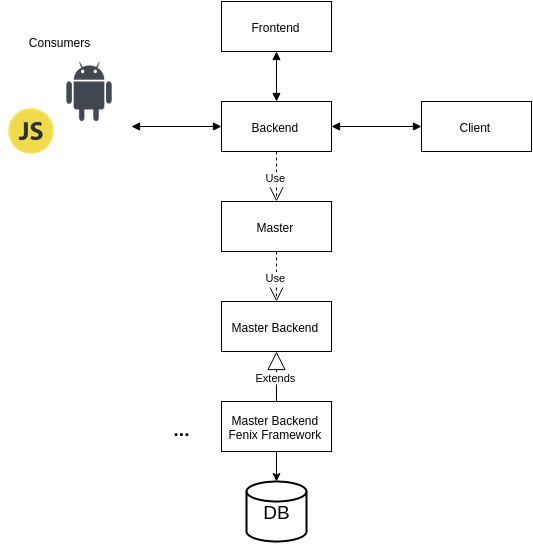 Frontend
Consumers
JS
Backend
Client
Use
Master
Use
Master Backend
Extends
Master Backend
Fenix Framework
...
DB